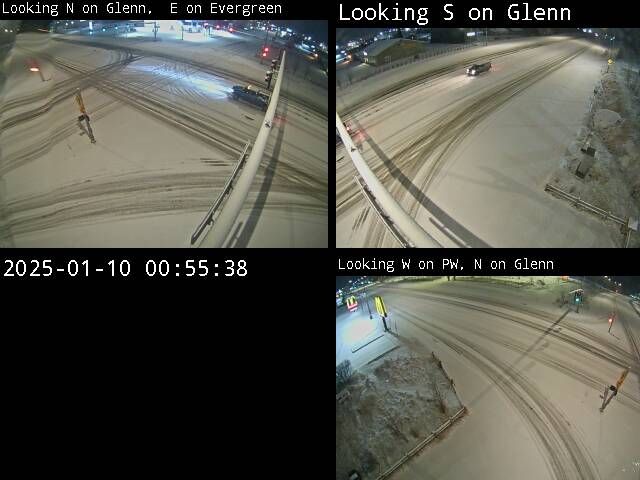 Looking N on Glenn,  E on Evergreen
Looking S on Glenn
2025-01-10 00:55:38
Looking W on PW, N on Glenn